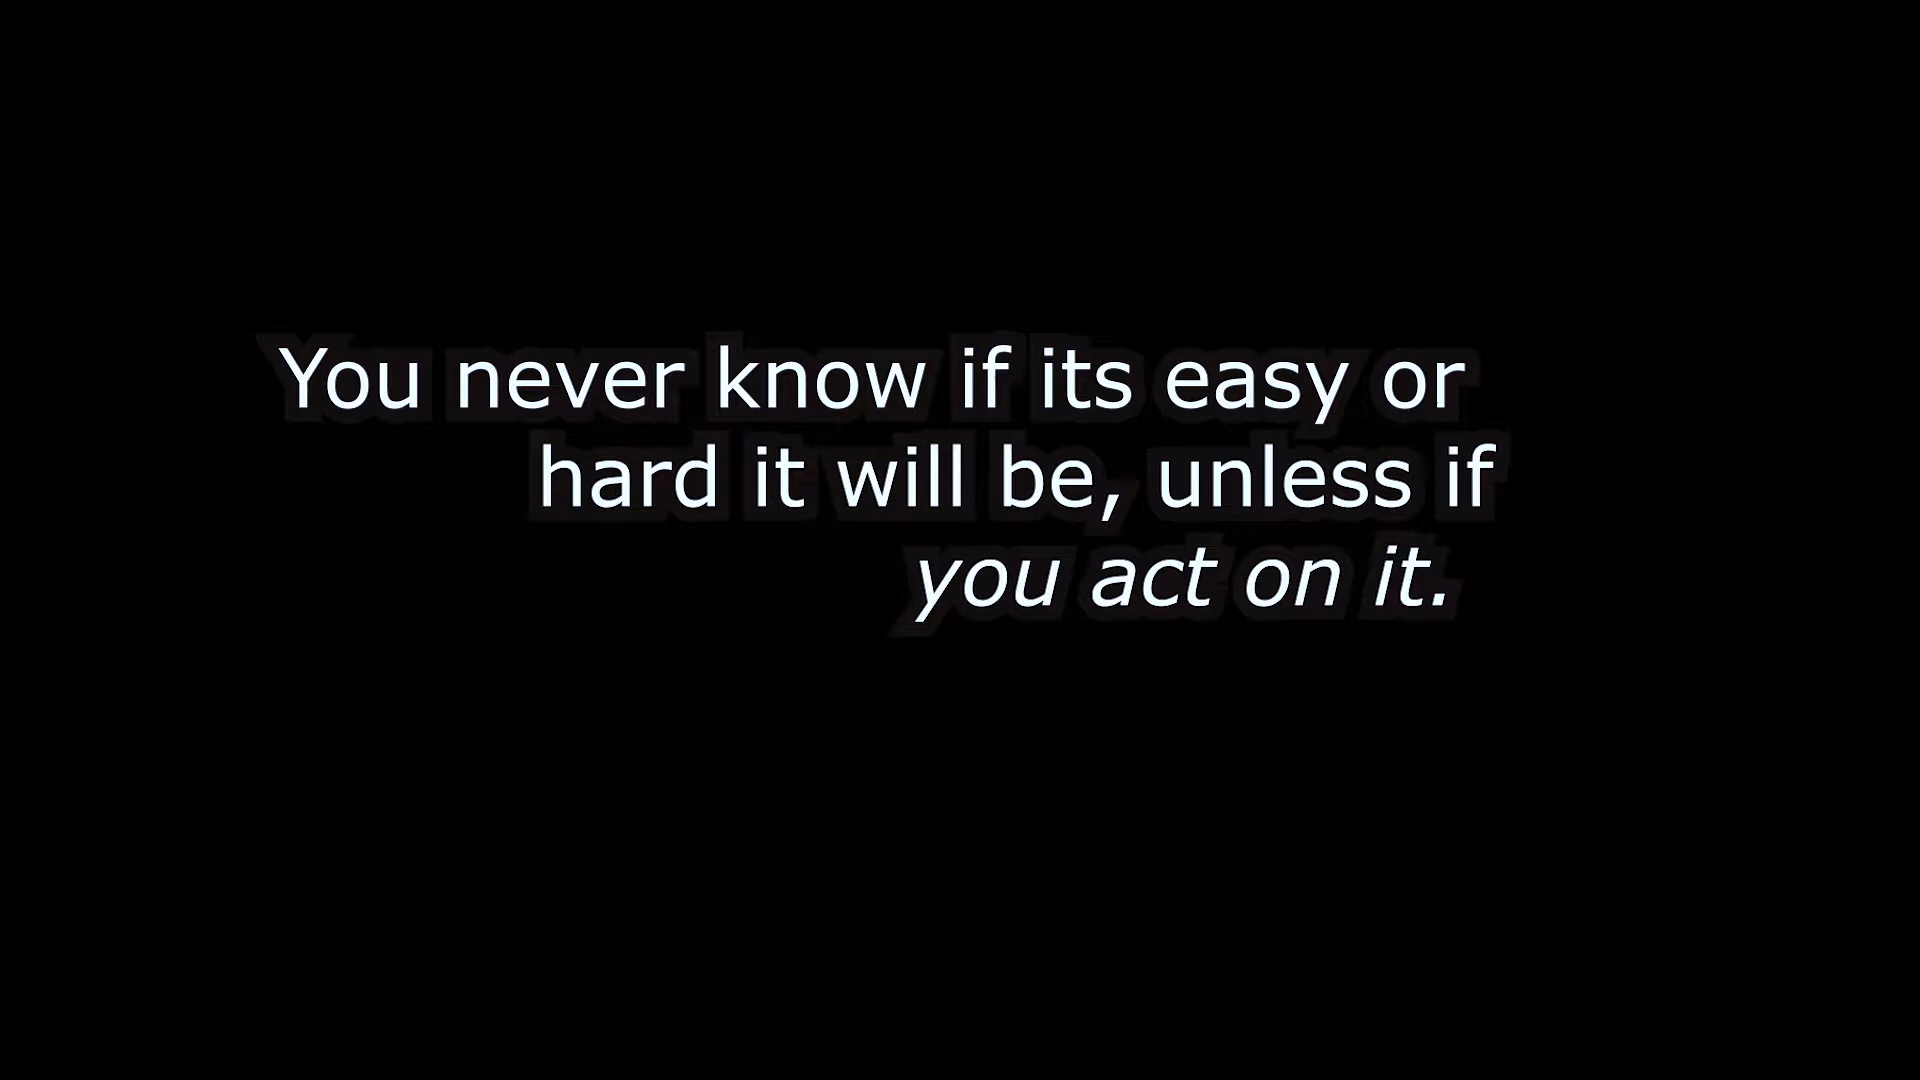 You never know if its easy or
hard it will be, unless if
you act on it.